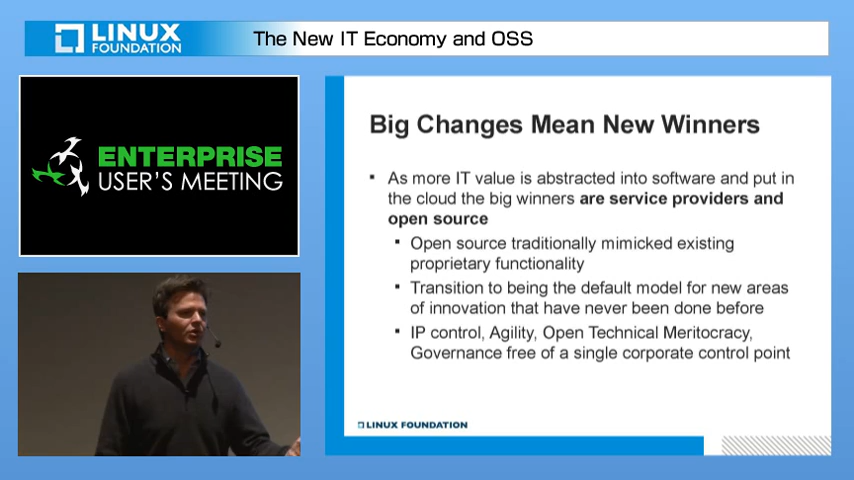 LINUX
FOUNDATION
The New IT Economy and OSS
ENTERPRISE
USER'S MEETING
Big Changes Mean New Winners
▪ As more IT value is abstracted into software and put in
the cloud the big winners are service providers and
open source
▪ Open source traditionally mimicked existing
proprietary functionality
▪ Transition to being the default model for new areas
of innovation that have never been done before
▪ IP control, Agility, Open Technical Meritocracy,
Governance free of a single corporate control point
LINUX FOUNDATION